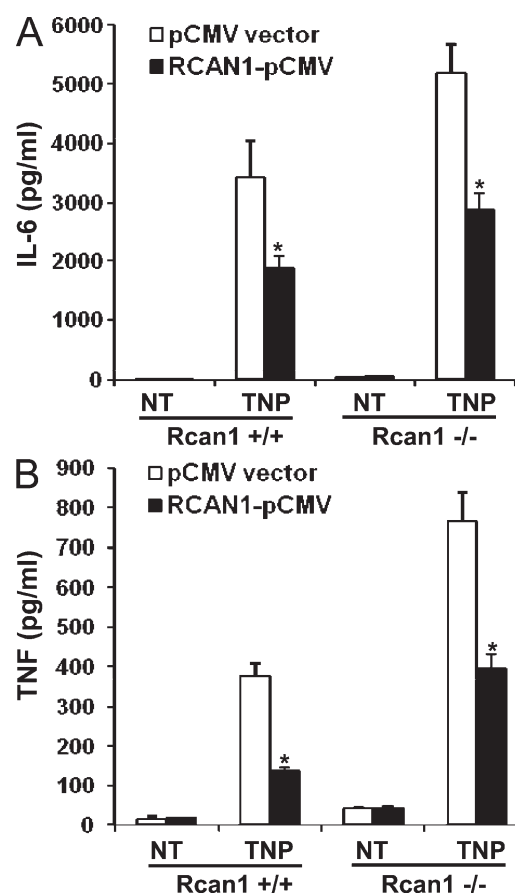 A
6000
5000
4000
3000
2000
1000
0
IL-6 (pg/ml)
pCMV vector
RCAN1-pCMV
*
*
NT TNP NT TNP
Rcan1 +/+ Rcan1 -/-
B
900
800
700
600
500
400
300
200
100
0
TNF (pg/ml)
pCMV vector
RCAN1-pCMV
*
*
NT TNP NT TNP
Rcan1 +/+ Rcan1 -/-